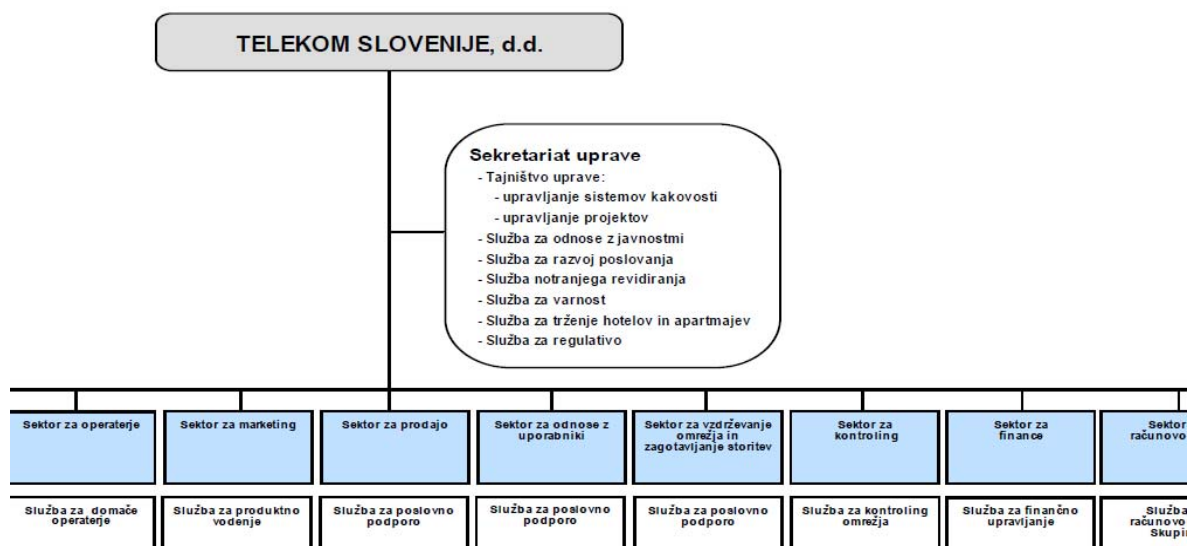 TELEKOM SLOVENIJE, d.d.
Sekretariat uprave
- Tajništvo uprave:
- upravljanje sistemov kakovosti
- upravljanje projektov
- Služba za odnose z javnostmi
- Služba za razvoj poslovanja
- Služba notranjega revidiranja
- Služba za varnost
- Služba za trženje hotelov in apartmajev
- Služba za regulativo
Sektor za operaterje
Sektor za marketing
Sektor za prodajo
Sektor za odnose z
uporabniki
Sektor za vzdrževanje
omrežja in
zagotavljanje storitev
Sektor za
kontroling
Sektor za
finance
Sektor
Služba za domače
operaterje
Služba za produktno
vodenje
Služba za poslovno
podporo
Služba za poslovno
podporo
Služba za poslovno
podporo
Služba za kontroling
omrežja
Služba za finančno
upravljanje
Služba